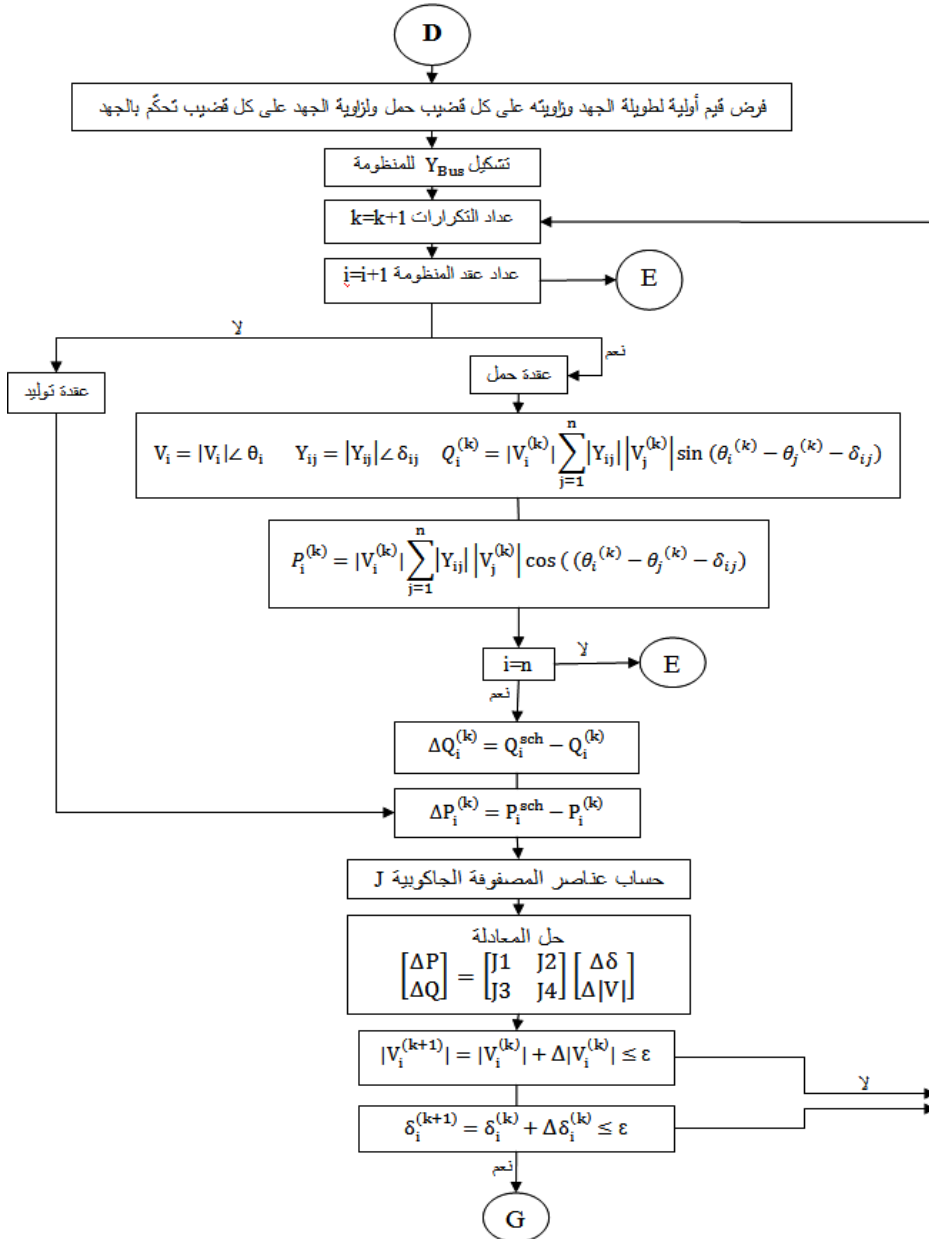 D
فرض قيم أولية لطويلة الجهد وزاويته على كل قضيب حمل ولزاوية الجهد على كل قضيب تحكّم بالجهد
تشكيل Y_Bus للمنظومة
عداد التكرارات k=k+1
عداد عقد المنظومة i=i+1
E
لا
نعم
عقدة توليد
عقدة حمل
V_i = |V_i|∠ θ_i Y_ij = |Y_ij|∠ δ_ij Q_i^(k) = |V_i^(k)| ∑_{j=1}^{n} |Y_ij| |V_j^(k)| sin (θ_i^(k) − θ_j^(k) − δ_ij)
P_i^(k) = |V_i^(k)| ∑_{j=1}^{n} |Y_ij| |V_j^(k)| cos ( (θ_i^(k) − θ_j^(k) − δ_ij)
i=n
لا
E
نعم
ΔQ_i^(k) = Q_i^sch − Q_i^(k)
ΔP_i^(k) = P_i^sch − P_i^(k)
حساب عناصر المصفوفة الجاكوبية J
حل المعادلة
[ΔP ΔQ] = [J1 J2 J3 J4] [Δδ Δ|V|]
|V_i^(k+1)| = |V_i^(k)| + Δ|V_i^(k)| ≤ ε
لا
δ_i^(k+1) = δ_i^(k) + Δδ_i^(k) ≤ ε
نعم
G